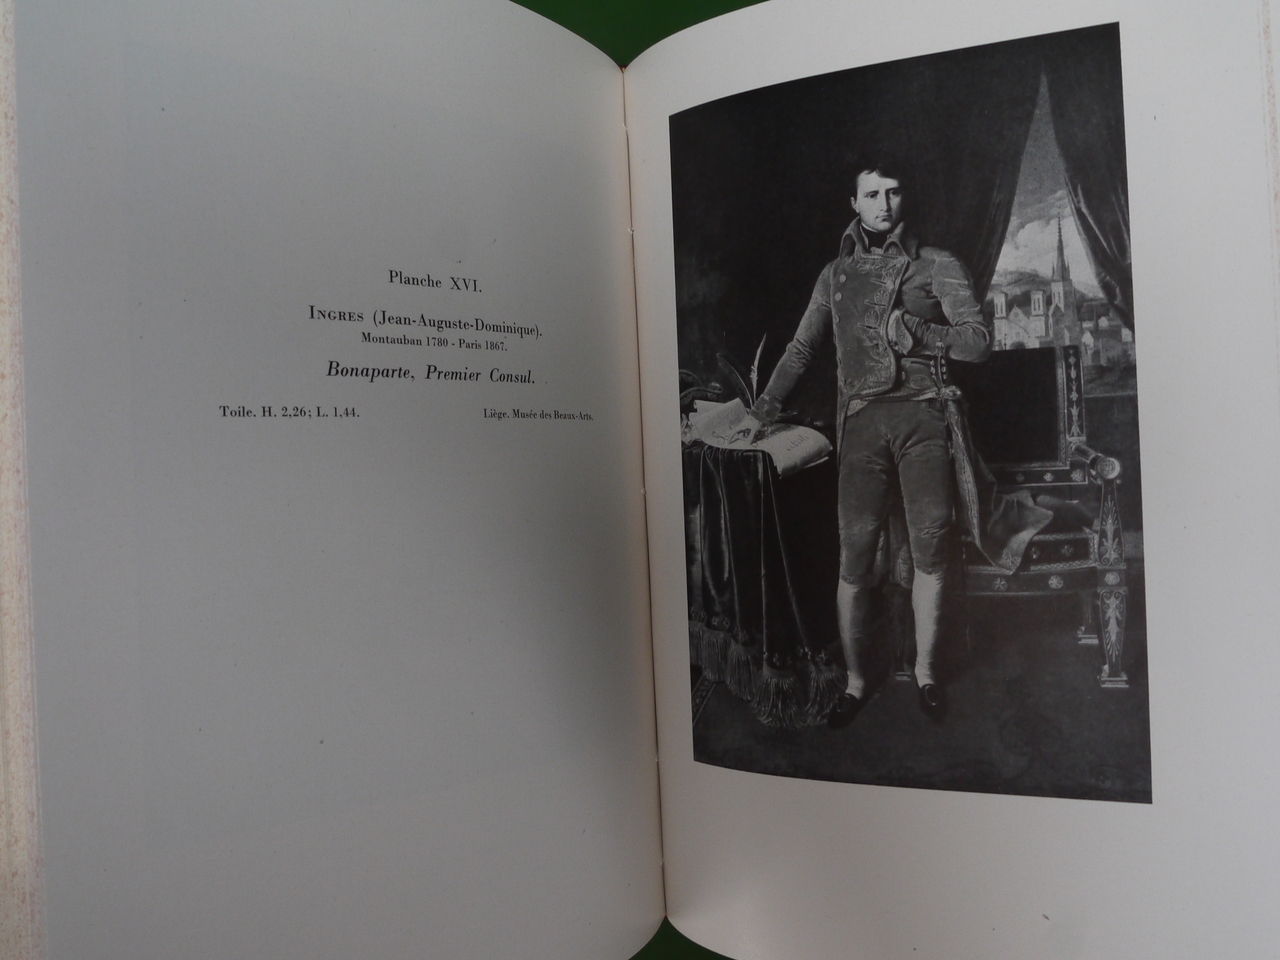 Planche XVI.
INGRES (Jean-Auguste-Dominique).
Montauban 1780 - Paris 1867.
Bonaparte, Premier Consul.
Toile. H. 2,26; L. 1,44. Liège. Musée des Beaux-Arts.